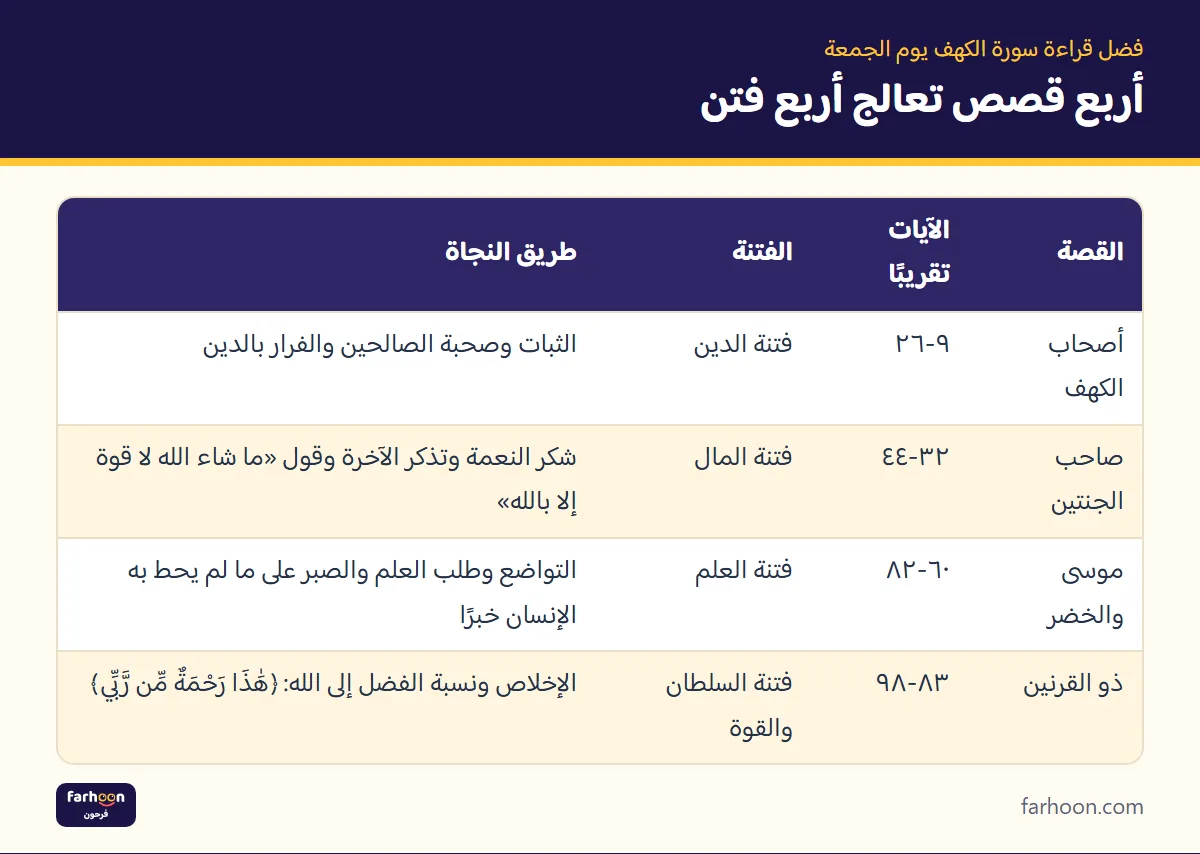 فضل قراءة سورة الكهف يوم الجمعة
أربع قصص تعالج أربع فتن
القصة
الآيات
تقريبًا
الفتنة
طريق النجاة
أصحاب
الكهف
٩-٢٦
فتنة الدين
الثبات وصحبة الصالحين والفرار بالدين
صاحب
الجنتين
٣٢-٤٤
فتنة المال
شكر النعمة وتذكر الآخرة وقول «ما شاء الله لا قوة
إلا بالله»
موسى
والخضر
٦٠-٨٢
فتنة العلم
التواضع وطلب العلم والصبر على ما لم يحط به
الإنسان خبرًا
ذو القرنين
٨٣-٩٨
فتنة السلطان
والقوة
الإخلاص ونسبة الفضل إلى الله: ﴿هَٰذَا رَحْمَةٌ مِّن رَّبِّي﴾
farhoon.com
farhoon
فرحون